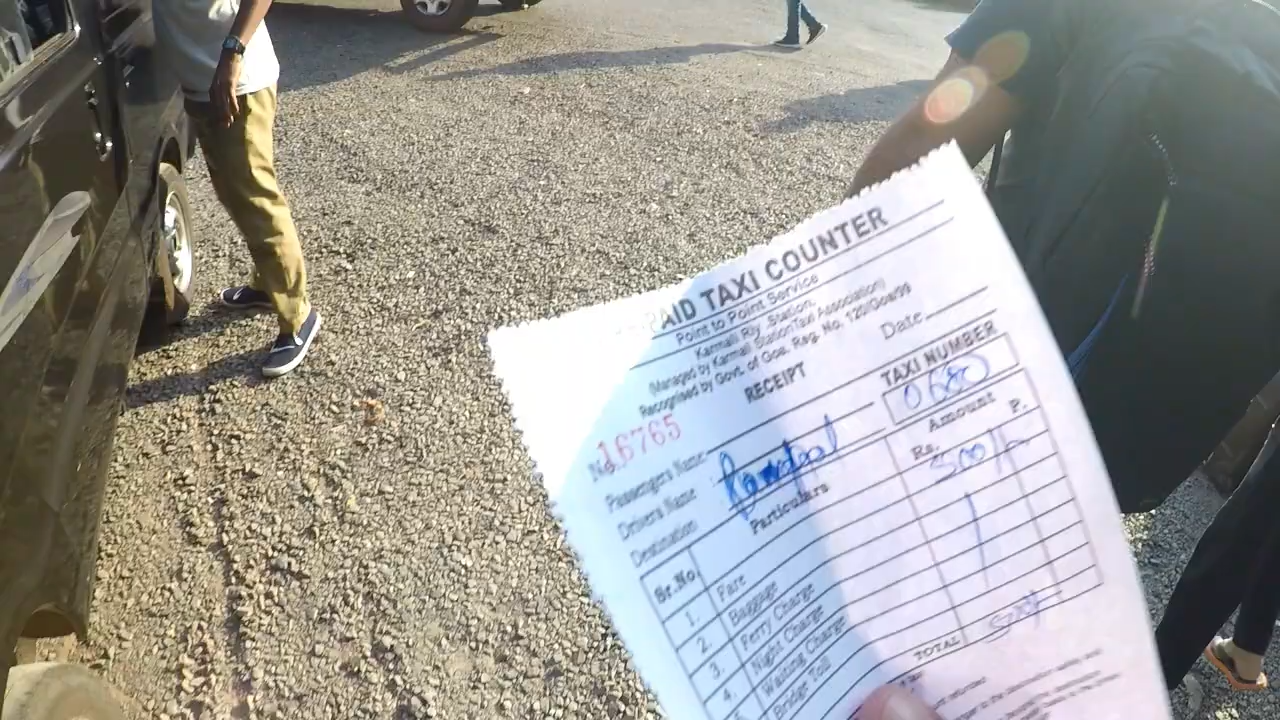 PAID TAXI COUNTER
Point to Point Service
Karmali Rly. Station.
(Managed by Karmali StationTaxi Association)
Recognised by Govt. of Goa. Reg. No. 120/Goa/99
RECEIPT
Date
No. 16765
TAXI NUMBER
0680
Passengers Name
Drivers Name
Destination
Sr.No.
Particulars
Amount
Rs. P.
1. Fare 500/-
2. Baggage
3. Ferry Charge
4. Night Charge
Waiting Charge
Bridge Toll
TOTAL 500/-